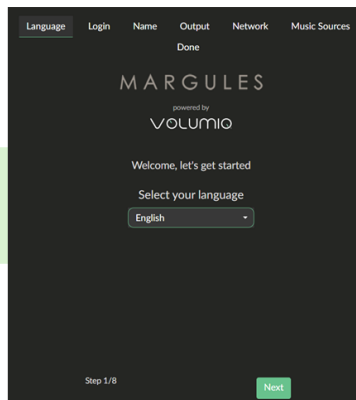 Language Login Name Output Network Music Sources
Done
MARGULES
powered by
VOLUMIO
Welcome, let's get started
Select your language
English
Step 1/8
Next